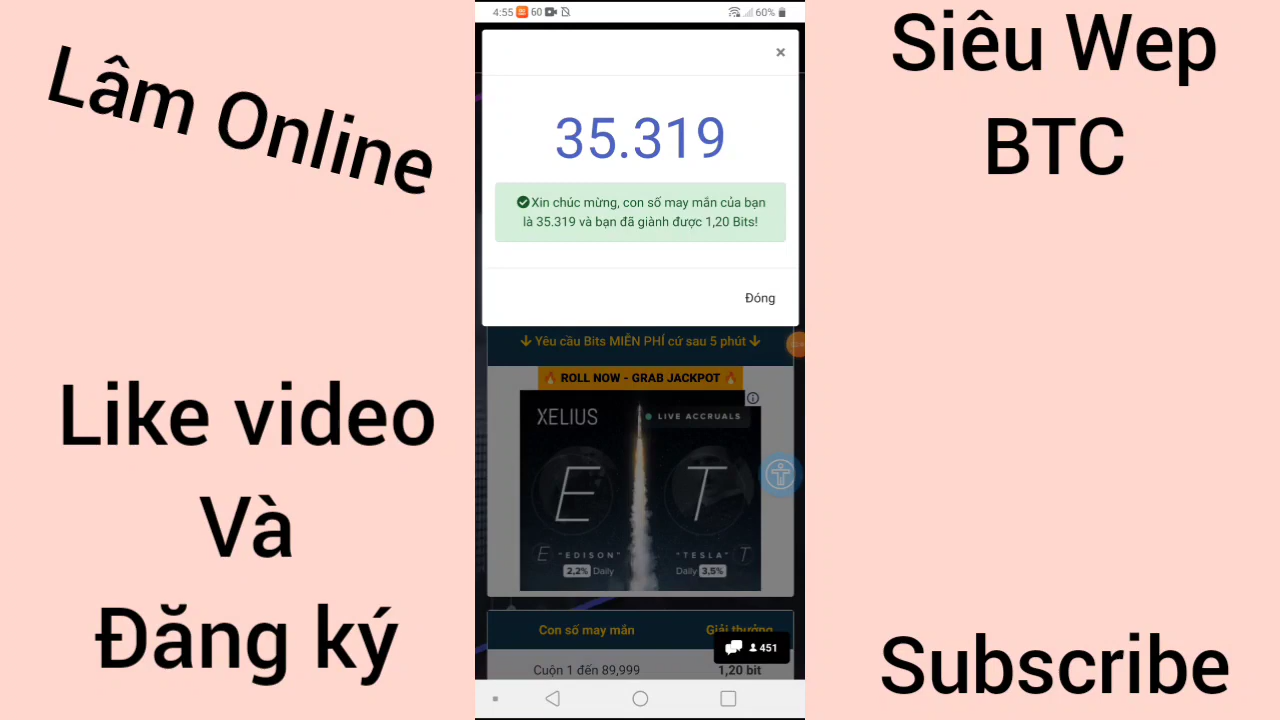 Lâm Online
Like video
Và
Đăng ký
4:55 60 60%
×
35.319
Xin chúc mừng, con số may mắn của bạn
là 35.319 và bạn đã giành được 1,20 Bits!
Đóng
Yêu cầu Bits MIỄN PHÍ cứ sau 5 phút
ROLL NOW - GRAB JACKPOT
XELIUS
LIVE ACCRUALS
E T
E "EDISON" "TESLA" T
2,2% Daily Daily 3,5%
Con số may mắn Giải thưởng
451
Cuộn 1 đến 89,999 1,20 bit
Siêu Wep
BTC
Subscribe